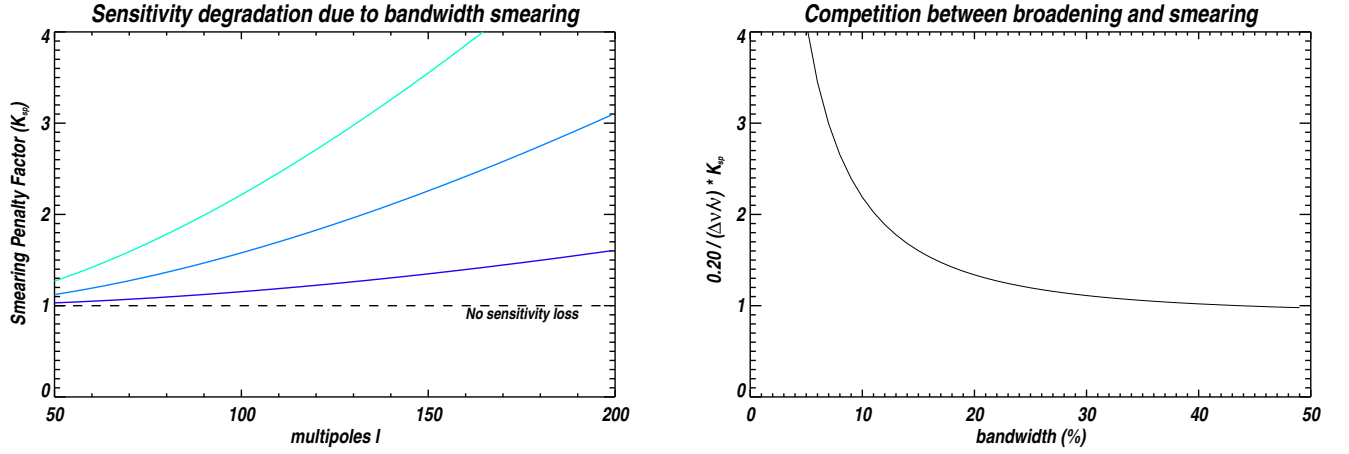 Sensitivity degradation due to bandwidth smearing
Smearing Penalty Factor (Ksp)
4
3
2
1
0
No sensitivity loss
50
100
150
200
multipoles l
Competition between broadening and smearing
0.20 / (Δν/ν) * Ksp
4
3
2
1
0
0
10
20
30
40
50
bandwidth (%)